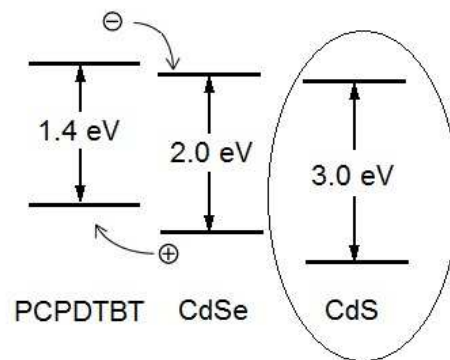 ⊖
1.4 eV
2.0 eV
3.0 eV
⊕
PCPDTBT CdSe CdS